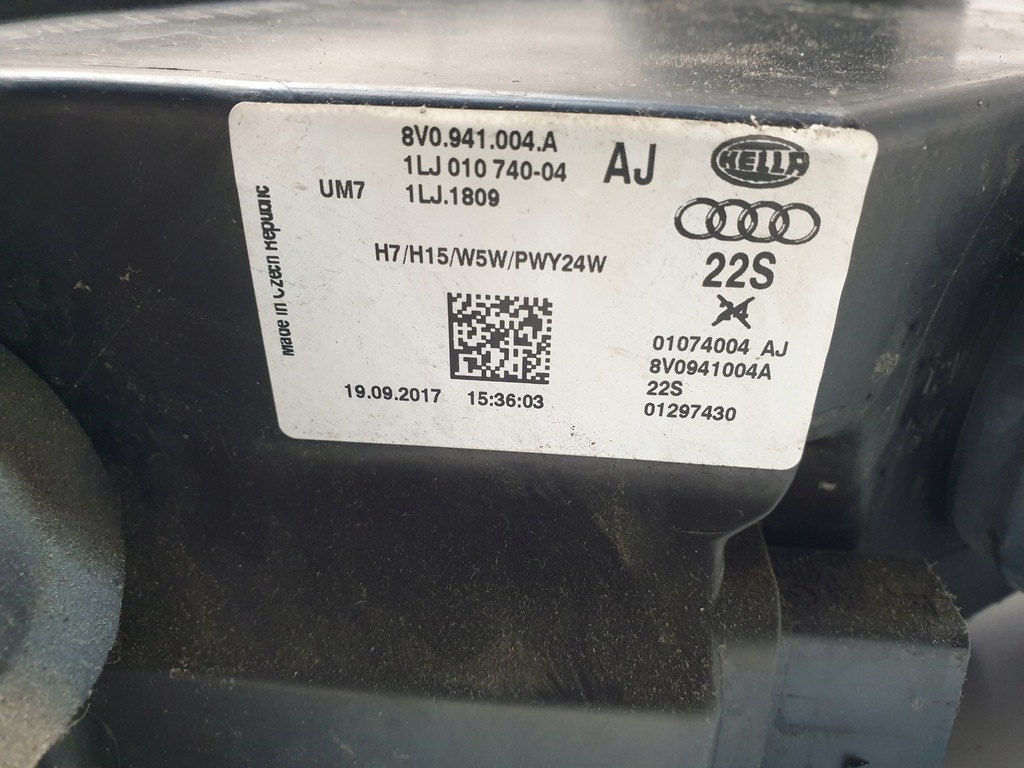 8V0.941.004.A
1LJ 010 740-04
AJ
HELLA
UM7
1LJ.1809
Made in Czech Republic
H7/H15/W5W/PWY24W
22S
24
01074004 AJ
8V0941004A
22S
01297430
19.09.2017 15:36:03